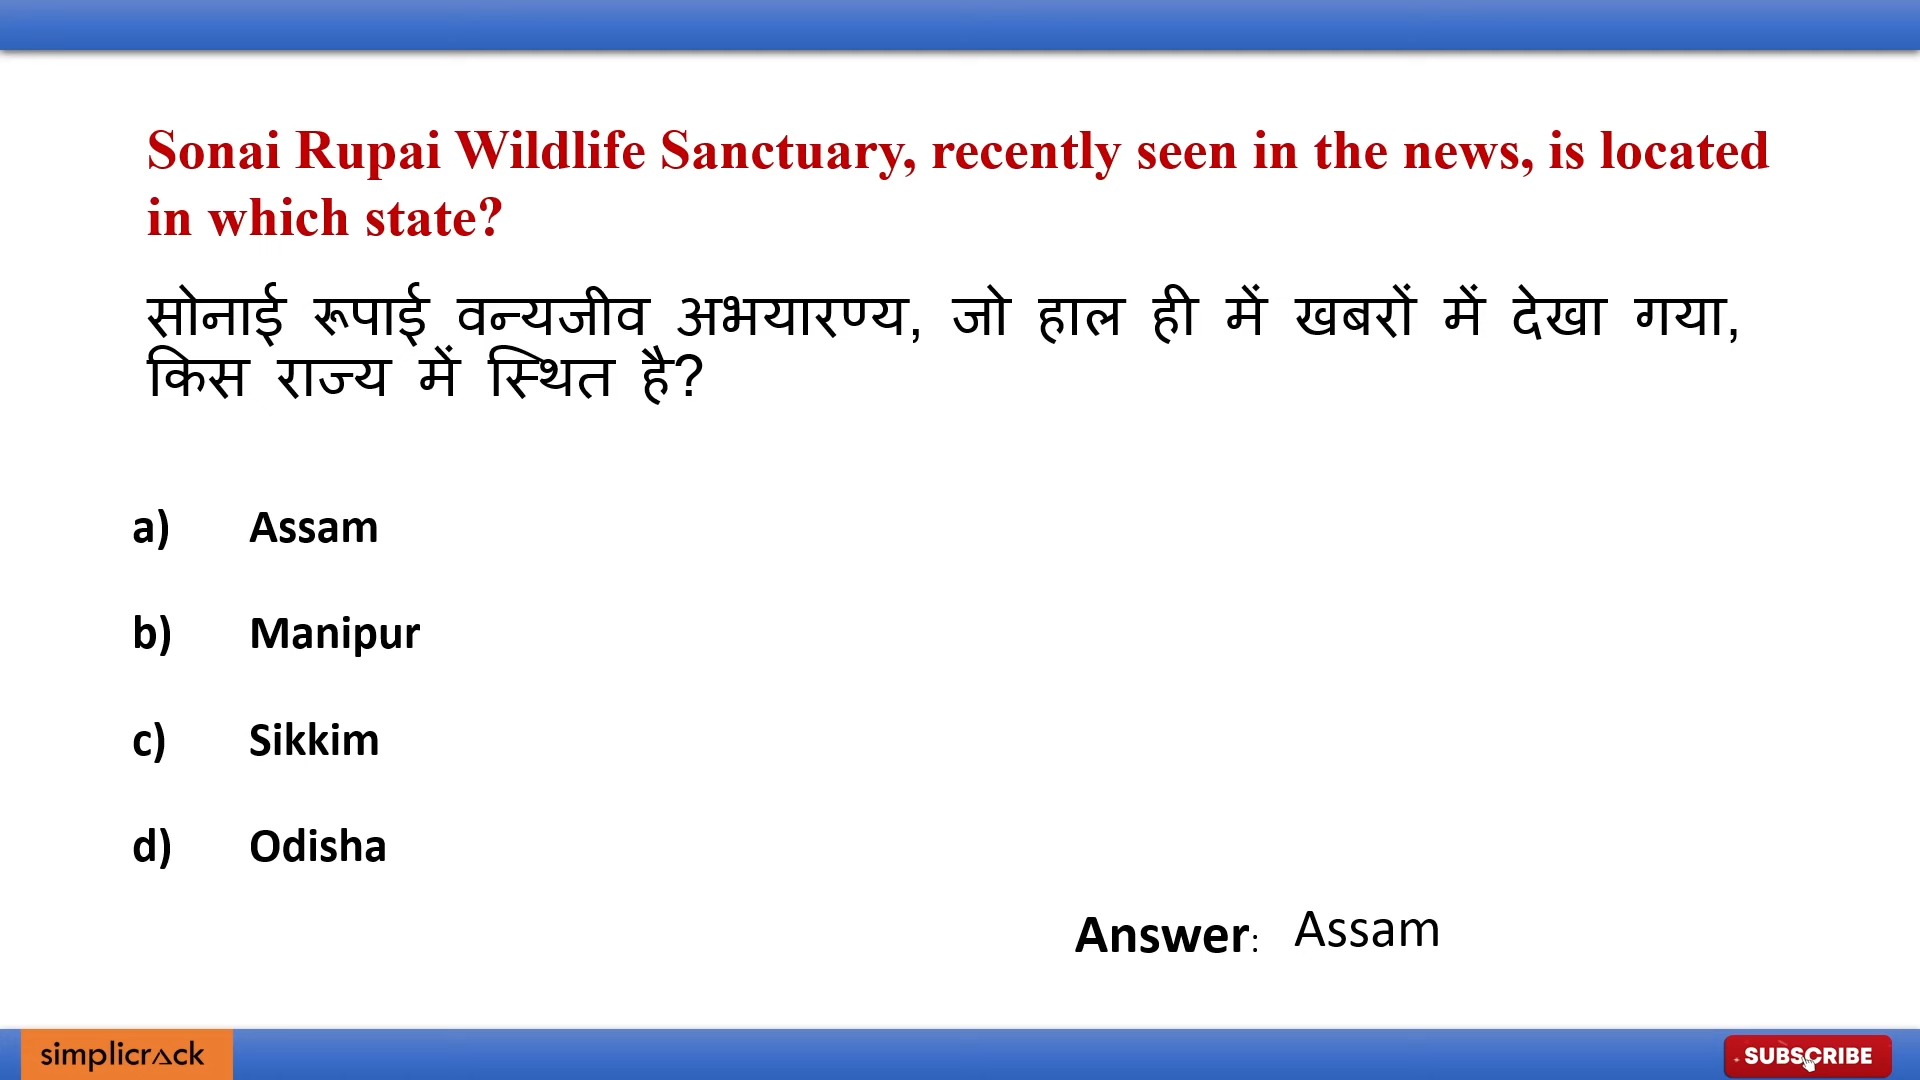 Sonai Rupai Wildlife Sanctuary, recently seen in the news, is located
in which state?
सोनाई रूपाई वन्यजीव अभयारण्य, जो हाल ही में खबरों में देखा गया,
किस राज्य में स्थित है?
a) Assam
b) Manipur
c) Sikkim
d) Odisha
Answer: Assam
simplicrack
SUBSCRIBE